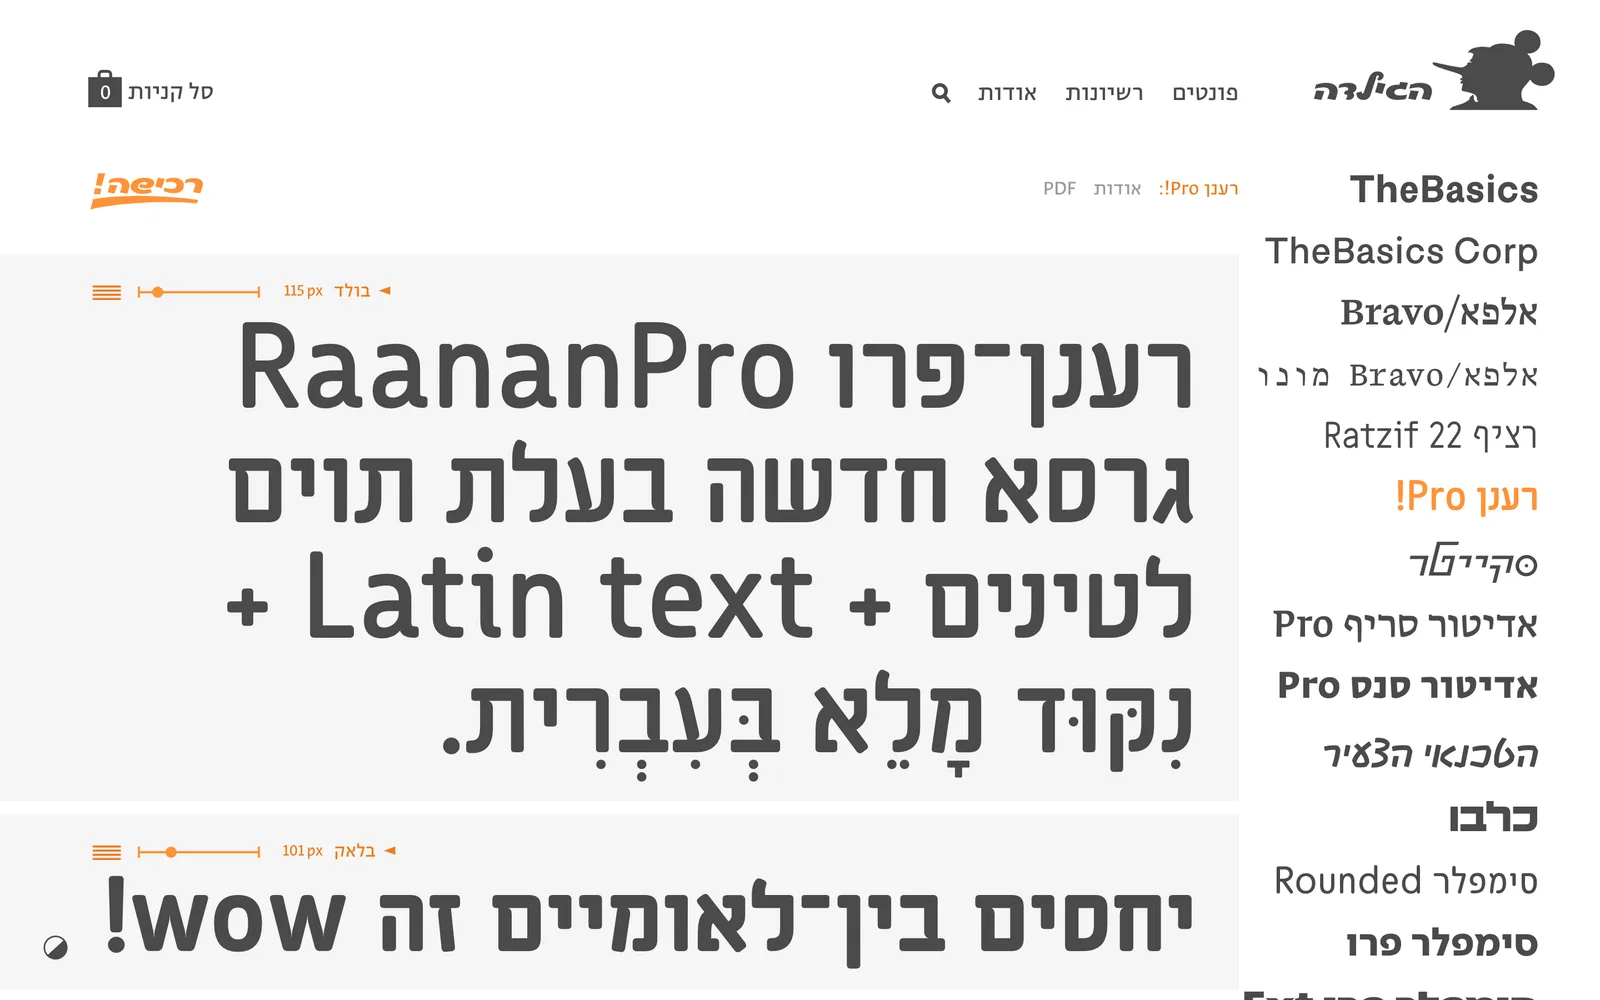 הגילדה
פונטים רשיונות אודות
סל קניות 0
רענן Pro!: אודות PDF
רכישה!
TheBasics
TheBasics Corp
אלפא/Bravo
אלפא/Bravo מונו
רציף 22 Ratzif
רענן Pro!
סקייטר
אדיטור סריף Pro
אדיטור סנס Pro
הטכנאי הצעיר
כלבו
סימפלר Rounded
סימפלר פרו
בולד 115 px
רענן־פרו RaananPro
גרסא חדשה בעלת תוים
לטינים + Latin text +
נִקּוּד מָלֵא בְּעִבְרִית.
בלאק 101 px
יחסים בין־לאומיים זה wow!